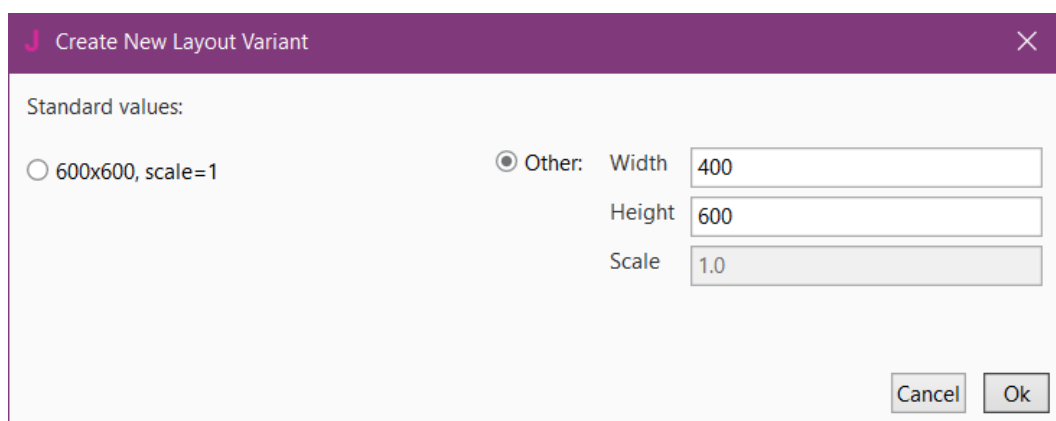 J Create New Layout Variant
Standard values:
600x600, scale=1
Other: Width 400
Height 600
Scale 1.0
Cancel Ok